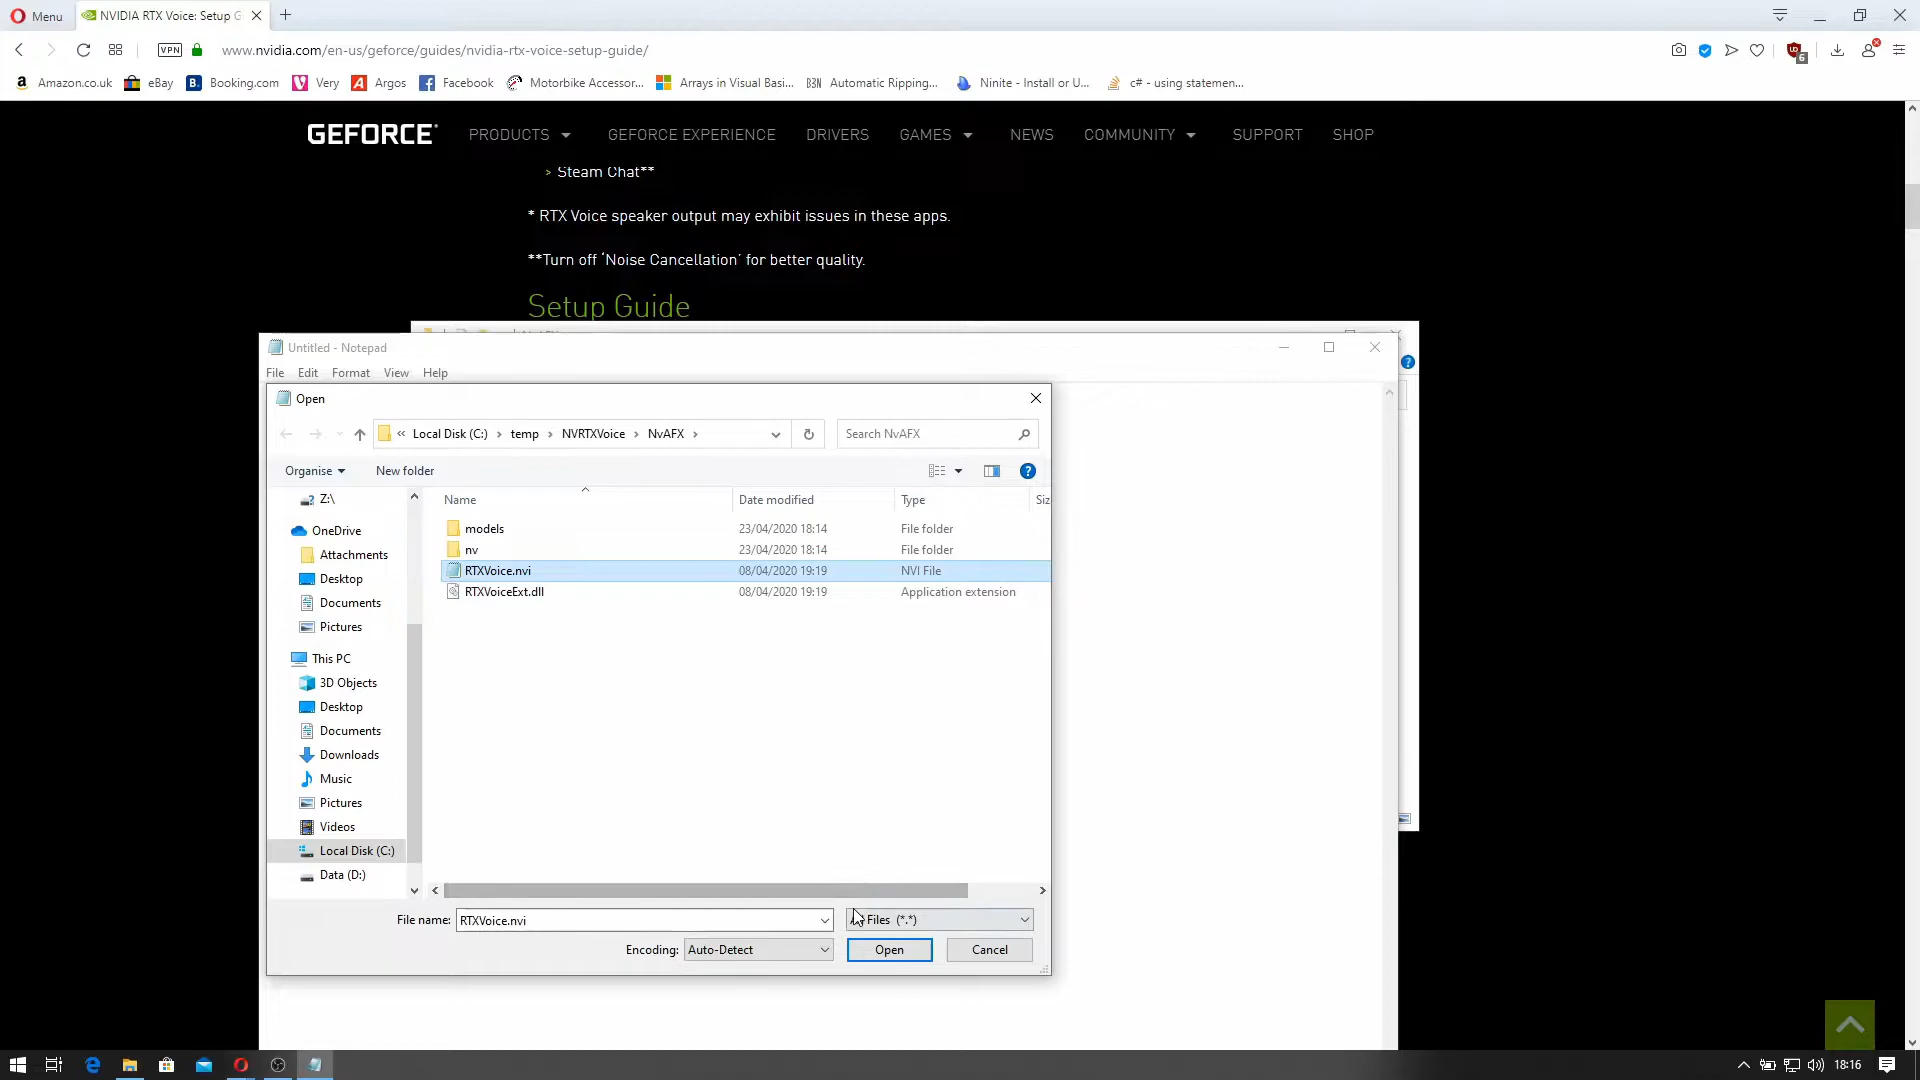 Menu
NVIDIA RTX Voice: Setup G
VPN
www.nvidia.com/en-us/geforce/guides/nvidia-rtx-voice-setup-guide/
6
Amazon.co.uk
eBay
Booking.com
Very
Argos
Facebook
Motorbike Accessor...
Arrays in Visual Basi...
Automatic Ripping...
Ninite - Install or U...
c# - using statemen...
GEFORCE
PRODUCTS
GEFORCE EXPERIENCE
DRIVERS
GAMES
NEWS
COMMUNITY
SUPPORT
SHOP
> Steam Chat**
* RTX Voice speaker output may exhibit issues in these apps.
**Turn off ‘Noise Cancellation’ for better quality.
Setup Guide
Untitled - Notepad
File Edit Format View Help
Open
« Local Disk (C:) › temp › NVRTXVoice › NvAFX ›
Search NvAFX
Organise
New folder
Name
Date modified
Type
Siz
models 23/04/2020 18:14 File folder
nv 23/04/2020 18:14 File folder
RTXVoice.nvi 08/04/2020 19:19 NVI File
RTXVoiceExt.dll 08/04/2020 19:19 Application extension
Z:\
OneDrive
Attachments
Desktop
Documents
Pictures
This PC
3D Objects
Desktop
Documents
Downloads
Music
Pictures
Videos
Local Disk (C:)
Data (D:)
File name: RTXVoice.nvi
Files (*.*)
Encoding: Auto-Detect
Open
Cancel
18:16